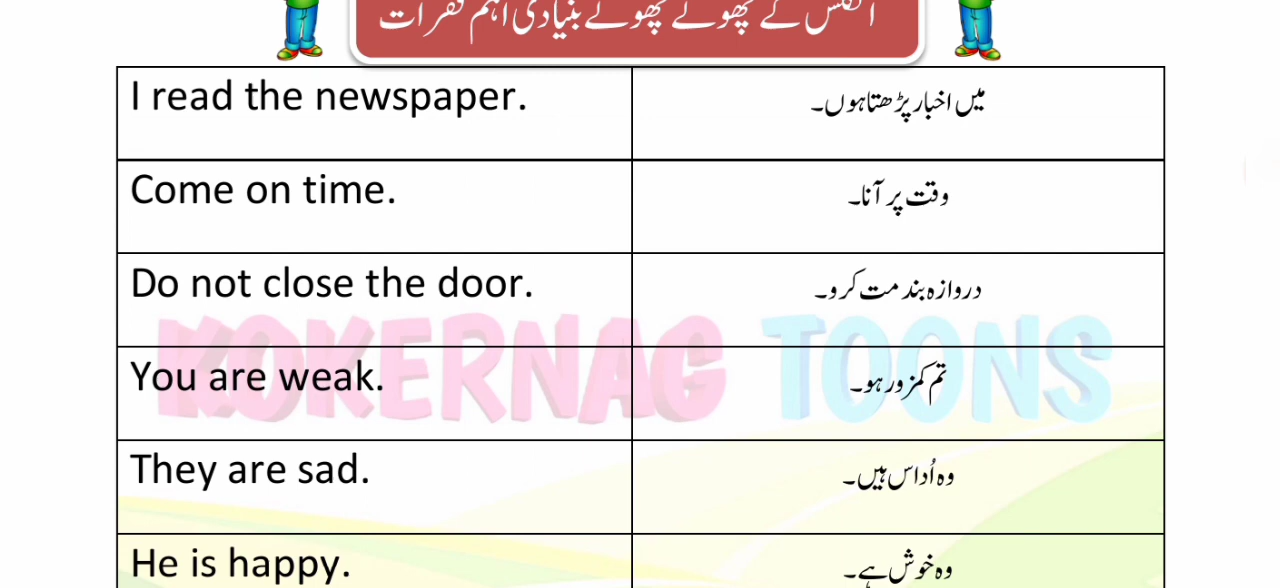 انگلش کے چھوٹے چھوٹے بنیادی اہم فقرات
I read the newspaper. میں اخبار پڑھتا ہوں۔
Come on time. وقت پر آنا۔
Do not close the door. دروازہ بند مت کرو۔
KOKERNAG TOONS
You are weak. تم کمزور ہو۔
They are sad. وہ اُداس ہیں۔
He is happy. وہ خوش ہے۔